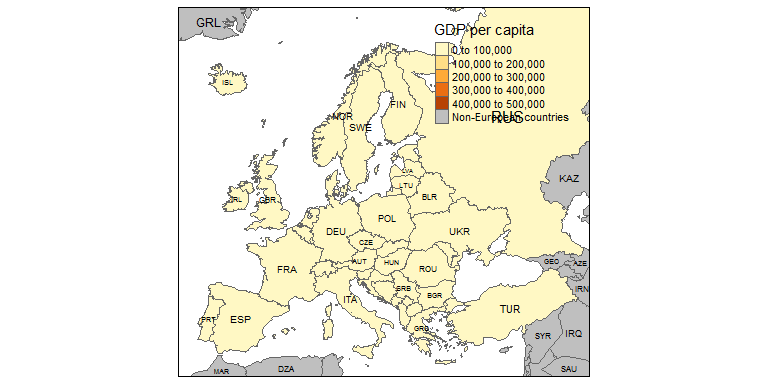 GRL
GDP per capita
0 to 100,000
100,000 to 200,000
200,000 to 300,000
300,000 to 400,000
400,000 to 500,000
Non-European countries
ISL
FIN
NOR
SWE
RUS
LVA
LTU
KAZ
BLR
IRL
GBR
POL
DEU
UKR
CZE
AUT
HUN
FRA
ROU
GEO
AZE
SRB
BGR
ITA
IRN
PRT
ESP
TUR
GRC
SYR
IRQ
MAR
DZA
SAU